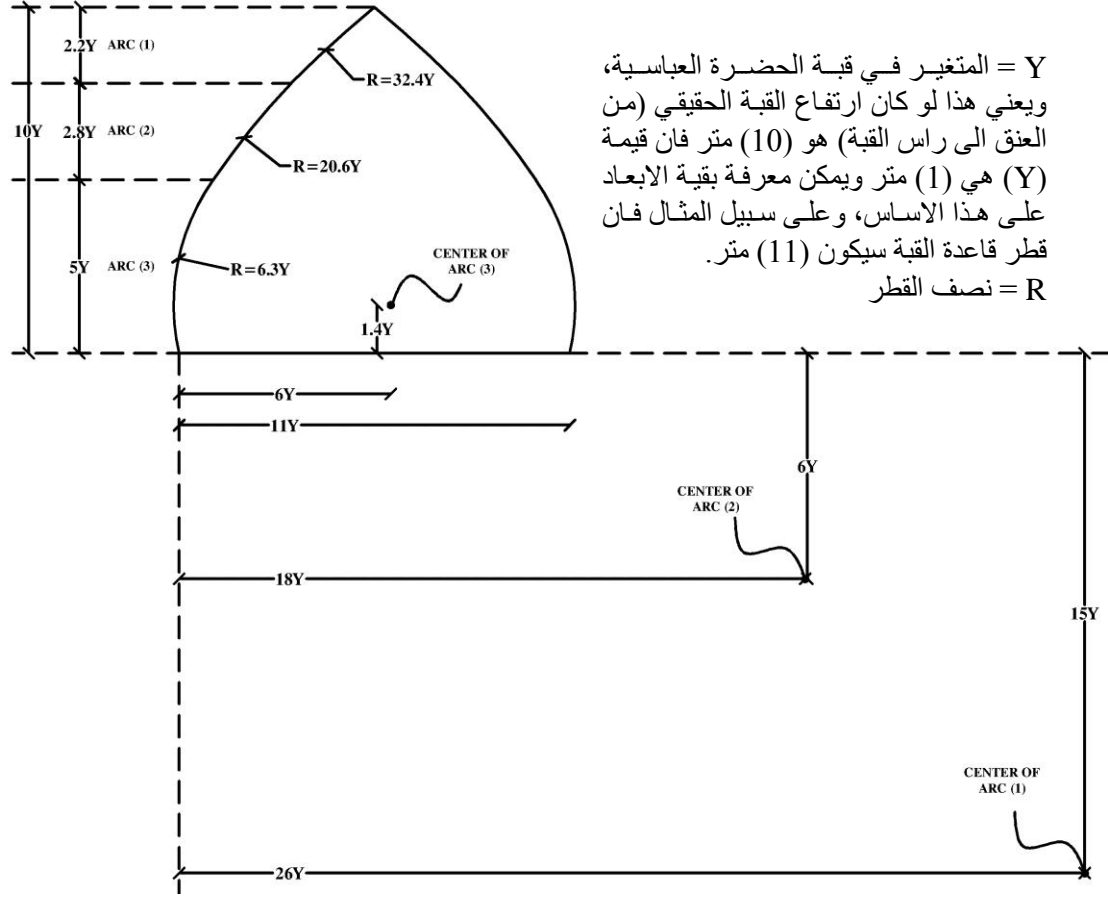 2.2Y ARC (1)
R=32.4Y
10Y
2.8Y ARC (2)
R=20.6Y
5Y ARC (3)
R=6.3Y
CENTER OF
ARC (3)
1.4Y
Y = المتغير في قبة الحضرة العباسية،
ويعني هذا لو كان ارتفاع القبة الحقيقي (من
العنق الى راس القبة) هو (10) متر فان قيمة
(Y) هي (1) متر ويمكن معرفة بقية الابعاد
على هذا الاساس، وعلى سبيل المثال فان
قطر قاعدة القبة سيكون (11) متر.
R = نصف القطر
6Y
11Y
6Y
CENTER OF
ARC (2)
18Y
15Y
CENTER OF
ARC (1)
26Y